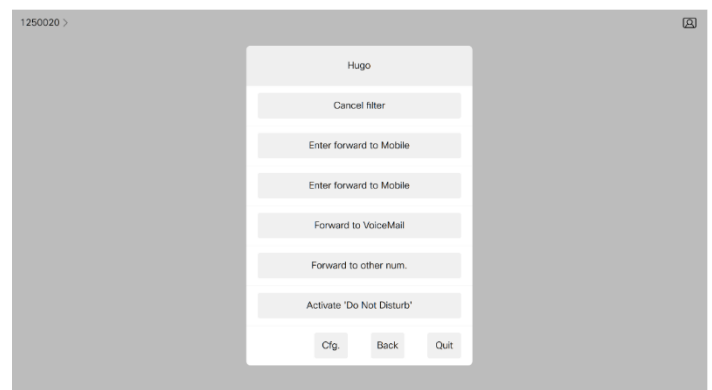 1250020 >
Hugo
Cancel filter
Enter forward to Mobile
Enter forward to Mobile
Forward to VoiceMail
Forward to other num.
Activate 'Do Not Disturb'
Cfg. Back Quit